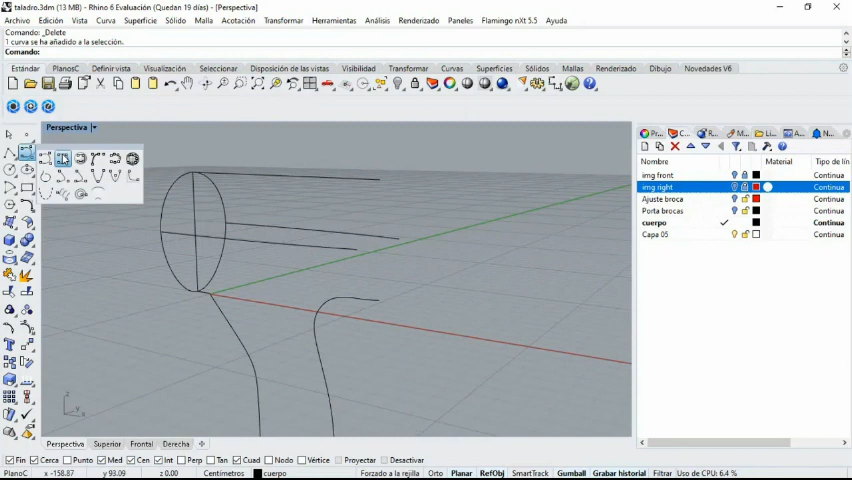 taladro.3dm (13 MB) - Rhino 6 Evaluación (Quedan 19 días) - [Perspectiva]
Archivo Edición Vista Curva Superficie Sólido Malla Acotación Transformar Herramientas Análisis Renderizado Paneles Flamingo nXt 5.5 Ayuda
Comando: _Delete
1 curva se ha añadido a la selección.
Comando:
Estándar PlanosC Definir vista Visualización Seleccionar Disposición de las vistas Visibilidad Transformar Curvas Superficies Sólidos Mallas Renderizado Dibujo Novedades V6
Perspectiva
Pr... C... R... M... Li... A... N...
Nombre Material Tipo de lín
img front Continua
img right Continua
Ajuste broca Continua
Porta brocas Continua
cuerpo Continua
Capa 05 Continua
z
y
x
Perspectiva Superior Frontal Derecha
Fin Cerca Punto Med Cen Int Perp Tan Cuad Nodo Vértice Proyectar Desactivar
PlanoC x -158.87 y 93.09 z 0.00 Centímetros cuerpo Forzado a la rejilla Orto Planar RefObj SmartTrack Gumball Grabar historial Filtrar Uso de CPU: 6.4 %